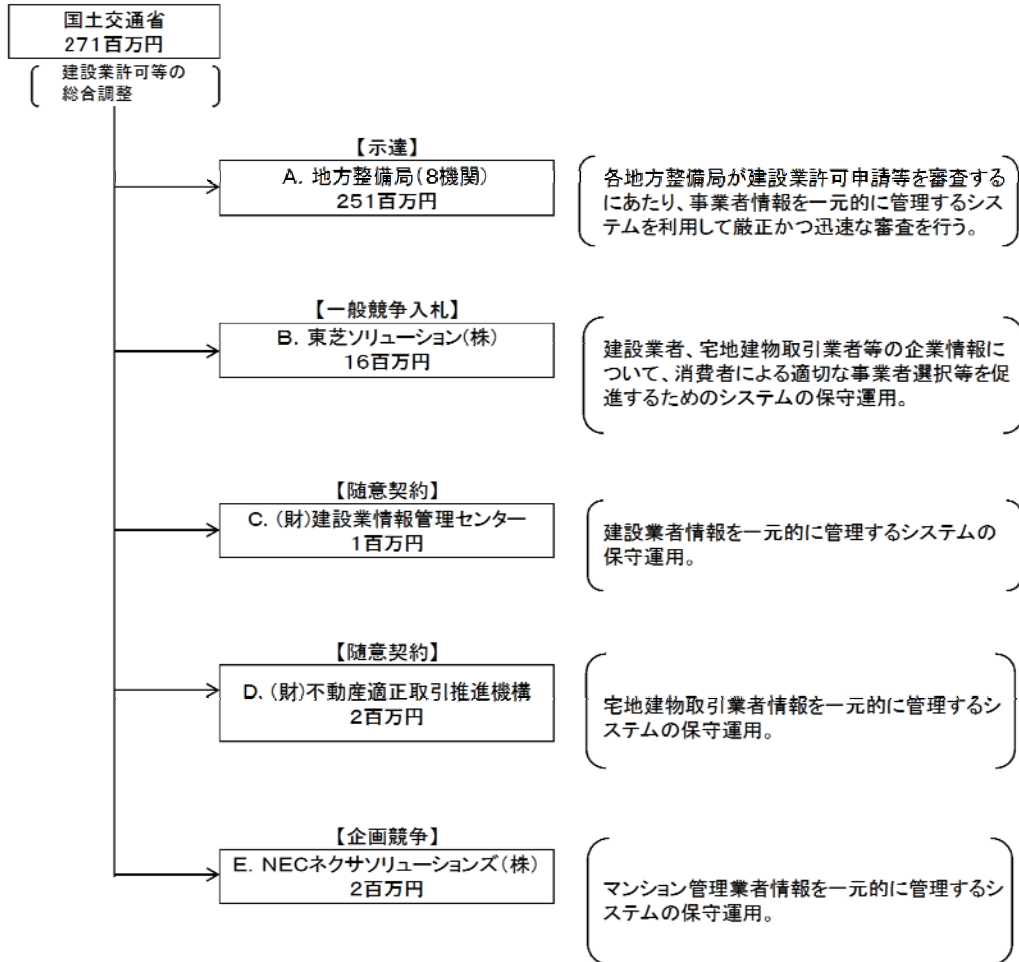 国土交通省
271百万円
建設業許可等の
総合調整
【示達】
A. 地方整備局(8機関)
251百万円
各地方整備局が建設業許可申請等を審査する
にあたり、事業者情報を一元的に管理するシス
テムを利用して厳正かつ迅速な審査を行う。
【一般競争入札】
B. 東芝ソリューション(株)
16百万円
建設業者、宅地建物取引業者等の企業情報に
ついて、消費者による適切な事業者選択等を促
進するためのシステムの保守運用。
【随意契約】
C. (財)建設業情報管理センター
1百万円
建設業者情報を一元的に管理するシステムの
保守運用。
【随意契約】
D. (財)不動産適正取引推進機構
2百万円
宅地建物取引業者情報を一元的に管理するシ
ステムの保守運用。
【企画競争】
E. NECネクサソリューションズ(株)
2百万円
マンション管理業者情報を一元的に管理するシ
ステムの保守運用。